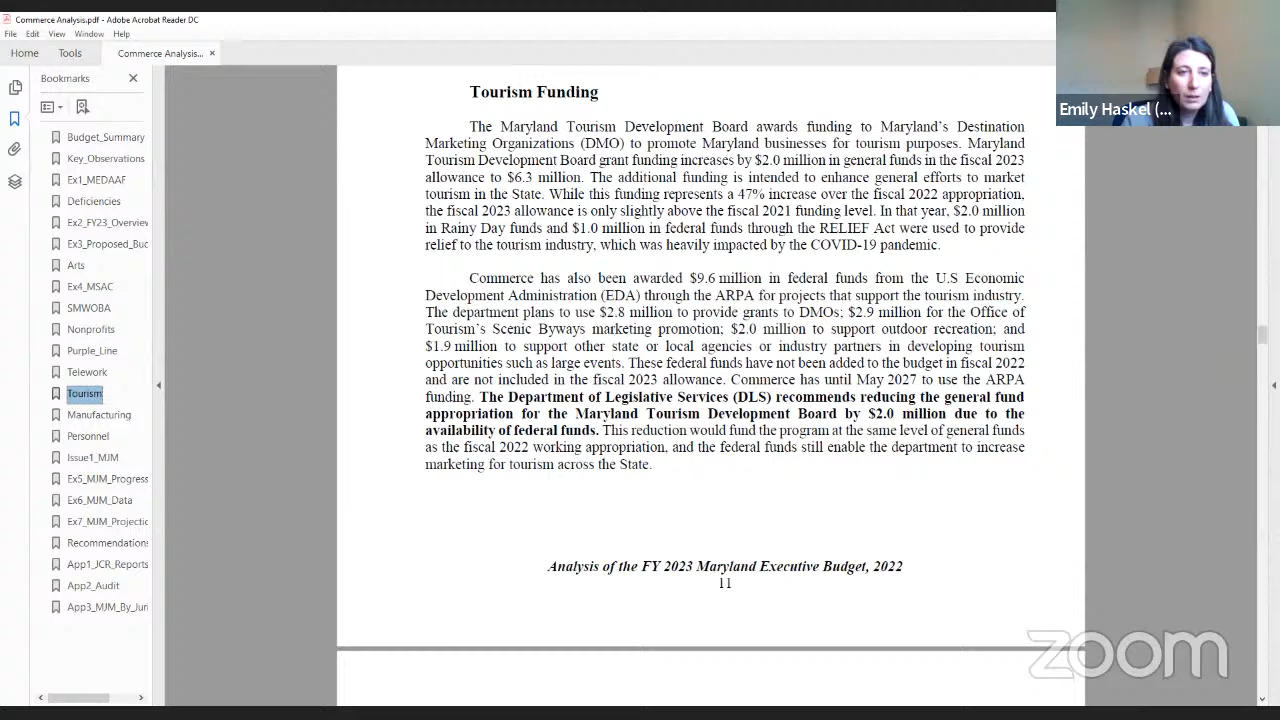 Commerce Analysis.pdf - Adobe Acrobat Reader DC
File Edit View Window Help
Home Tools Commerce Analysis... ×
Bookmarks
Budget_Summary
Key_Observations
Ex1_MEDAAF
Deficiencies
Ex2_FY23_Overview
Ex3_Proposed_Buc
Arts
Ex4_MSAC
SMWOBA
Nonprofits
Purple_Line
Telework
Tourism
Manufacturing
Personnel
Issue1_MJM
Ex5_MJM_Progress
Ex6_MJM_Data
Ex7_MJM_Projectic
Recommendations
App1_JCR_Reports
App2_Audit
App3_MJM_By_Juri
Tourism Funding
The Maryland Tourism Development Board awards funding to Maryland's Destination
Marketing Organizations (DMO) to promote Maryland businesses for tourism purposes. Maryland
Tourism Development Board grant funding increases by $2.0 million in general funds in the fiscal 2023
allowance to $6.3 million. The additional funding is intended to enhance general efforts to market
tourism in the State. While this funding represents a 47% increase over the fiscal 2022 appropriation,
the fiscal 2023 allowance is only slightly above the fiscal 2021 funding level. In that year, $2.0 million
in Rainy Day funds and $1.0 million in federal funds through the RELIEF Act were used to provide
relief to the tourism industry, which was heavily impacted by the COVID-19 pandemic.
Commerce has also been awarded $9.6 million in federal funds from the U.S Economic
Development Administration (EDA) through the ARPA for projects that support the tourism industry.
The department plans to use $2.8 million to provide grants to DMOs; $2.9 million for the Office of
Tourism's Scenic Byways marketing promotion; $2.0 million to support outdoor recreation; and
$1.9 million to support other state or local agencies or industry partners in developing tourism
opportunities such as large events. These federal funds have not been added to the budget in fiscal 2022
and are not included in the fiscal 2023 allowance. Commerce has until May 2027 to use the ARPA
funding. The Department of Legislative Services (DLS) recommends reducing the general fund
appropriation for the Maryland Tourism Development Board by $2.0 million due to the
availability of federal funds. This reduction would fund the program at the same level of general funds
as the fiscal 2022 working appropriation, and the federal funds still enable the department to increase
marketing for tourism across the State.
Analysis of the FY 2023 Maryland Executive Budget, 2022
11
Emily Haskel (...
zoom